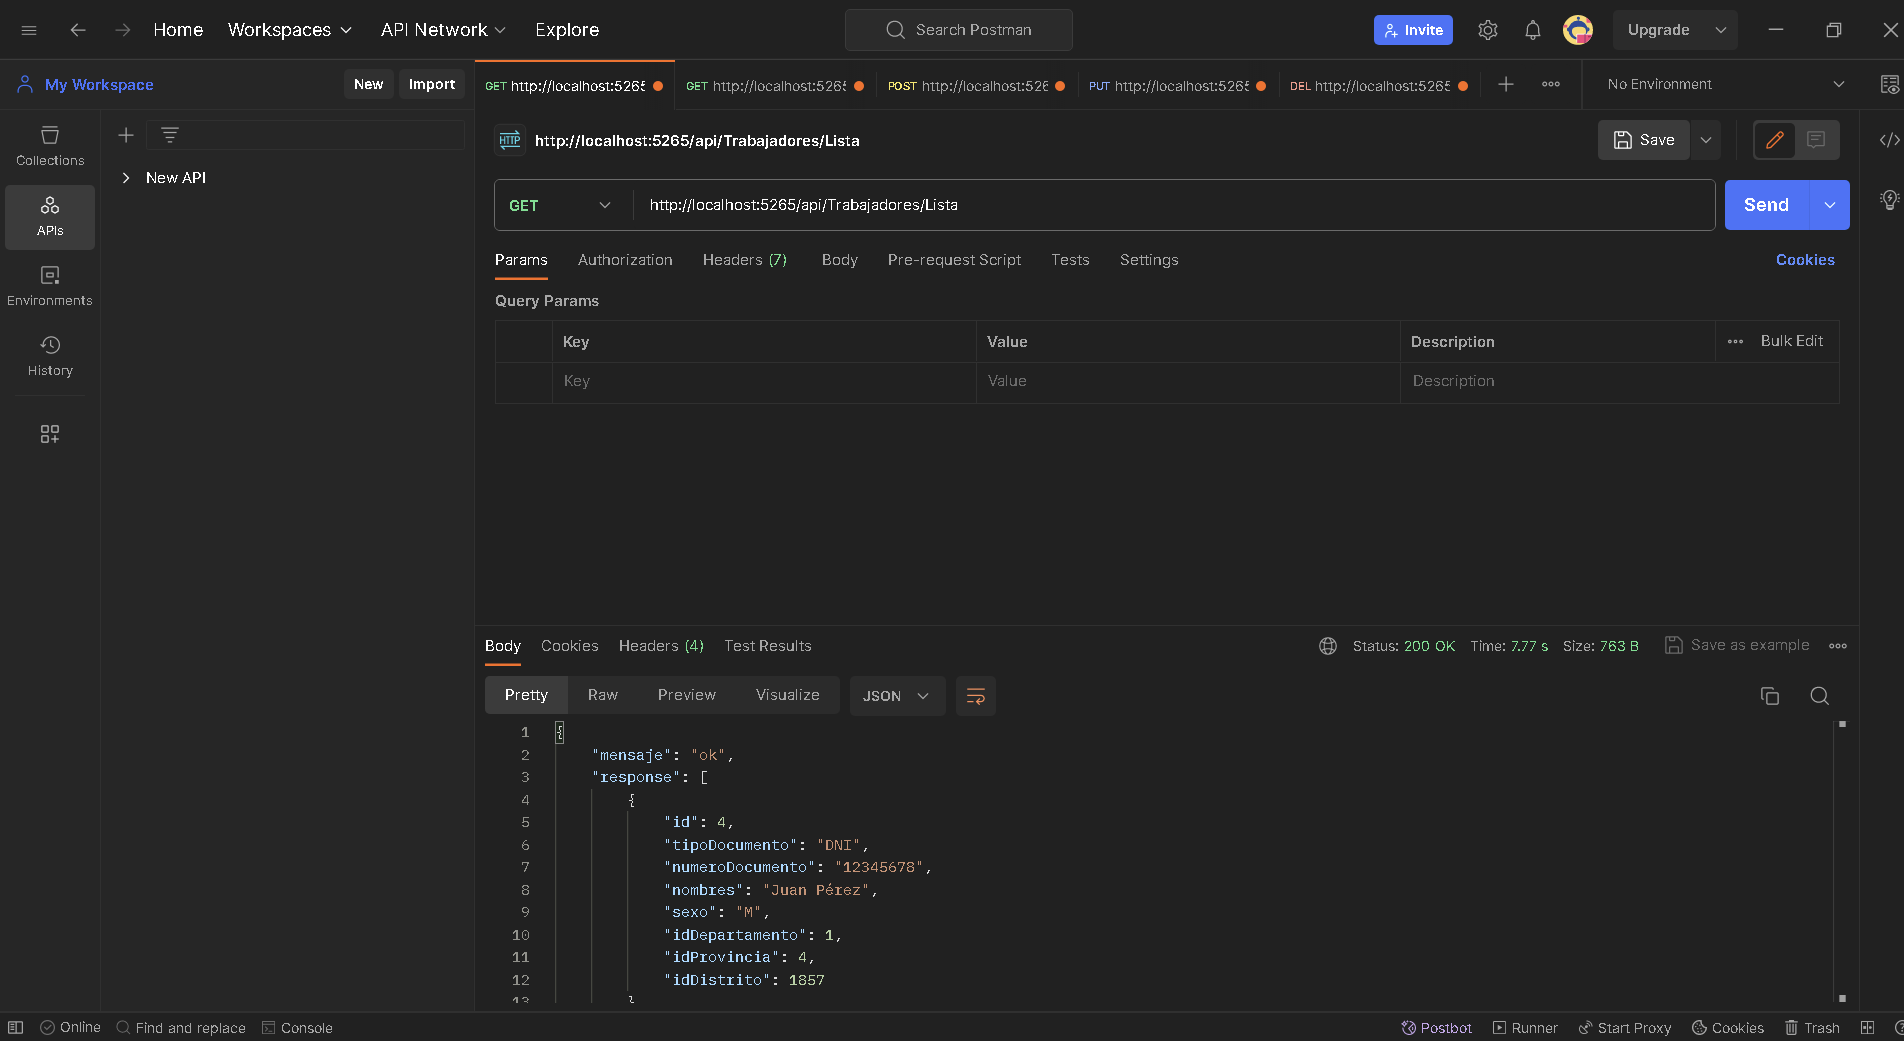 Home Workspaces API Network Explore Search Postman Invite Upgrade
My Workspace New Import GET http://localhost:5265 GET http://localhost:5265 POST http://localhost:526 PUT http://localhost:5265 DEL http://localhost:5265 No Environment
Collections
APIs
Environments
History
New API
HTTP http://localhost:5265/api/Trabajadores/Lista Save
GET http://localhost:5265/api/Trabajadores/Lista Send
Params Authorization Headers (7) Body Pre-request Script Tests Settings Cookies
Query Params
Key Value Description Bulk Edit
Key Value Description
Body Cookies Headers (4) Test Results Status: 200 OK Time: 7.77 s Size: 763 B Save as example
Pretty Raw Preview Visualize JSON
1 {
2 "mensaje": "ok",
3 "response": [
4 {
5 "id": 4,
6 "tipoDocumento": "DNI",
7 "numeroDocumento": "12345678",
8 "nombres": "Juan Pérez",
9 "sexo": "M",
10 "idDepartamento": 1,
11 "idProvincia": 4,
12 "idDistrito": 1857
13 }
Online Find and replace Console Postbot Runner Start Proxy Cookies Trash